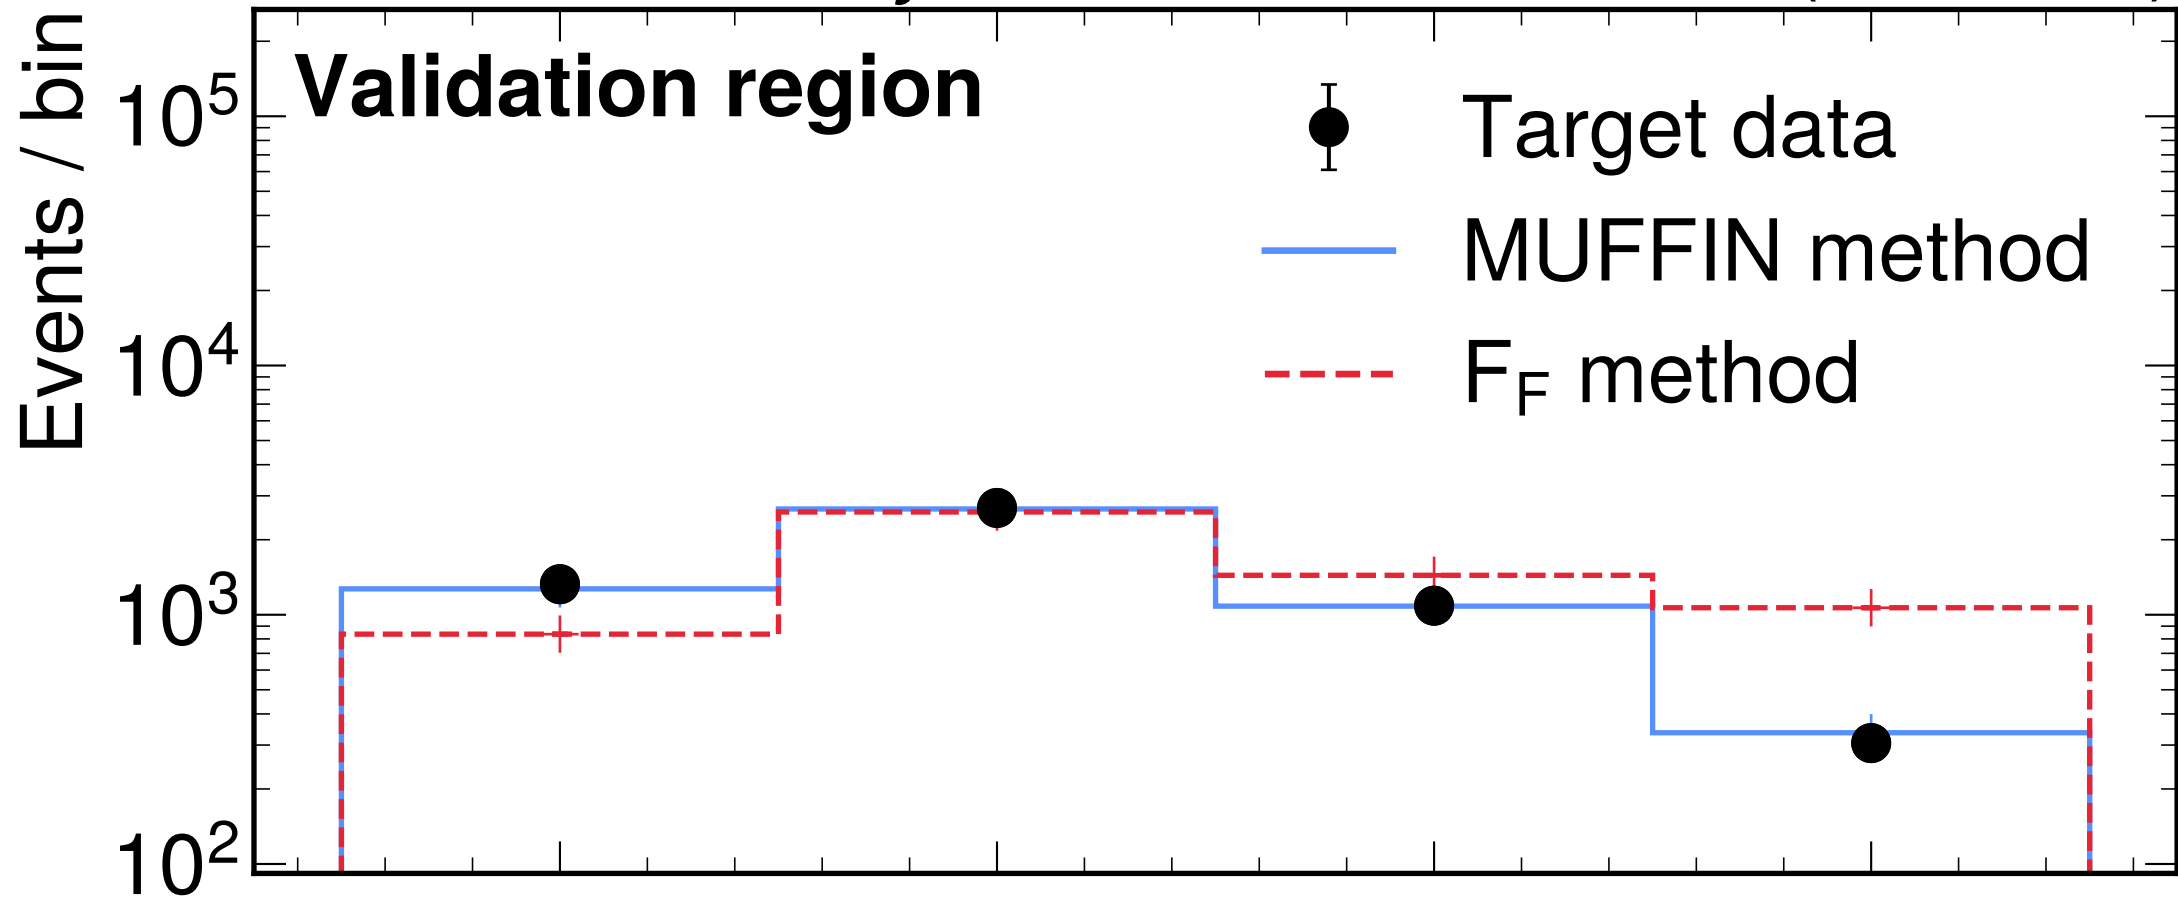 Events / bin
Validation region
Target data
MUFFIN method
F_F method
10^5
10^4
10^3
10^2